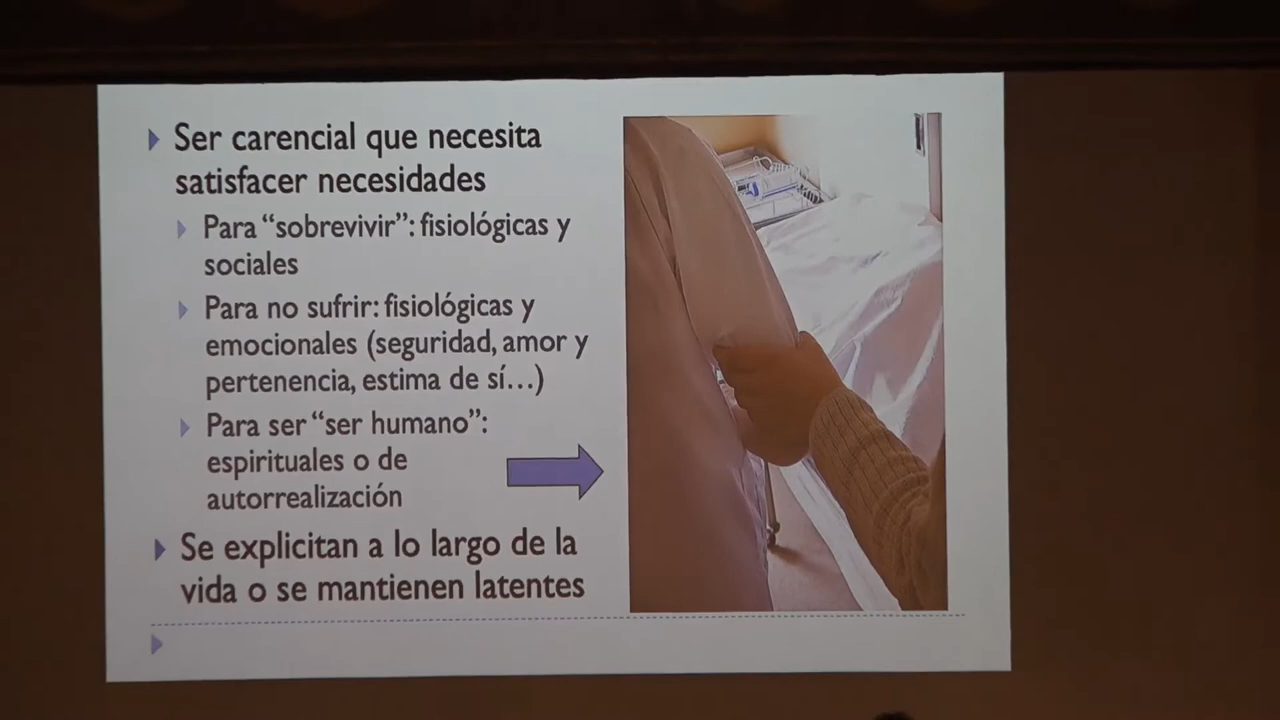 Ser carencial que necesita
satisfacer necesidades
Para “sobrevivir”: fisiológicas y
sociales
Para no sufrir: fisiológicas y
emocionales (seguridad, amor y
pertenencia, estima de sí…)
Para ser “ser humano”:
espirituales o de
autorrealización
Se explicitan a lo largo de la
vida o se mantienen latentes